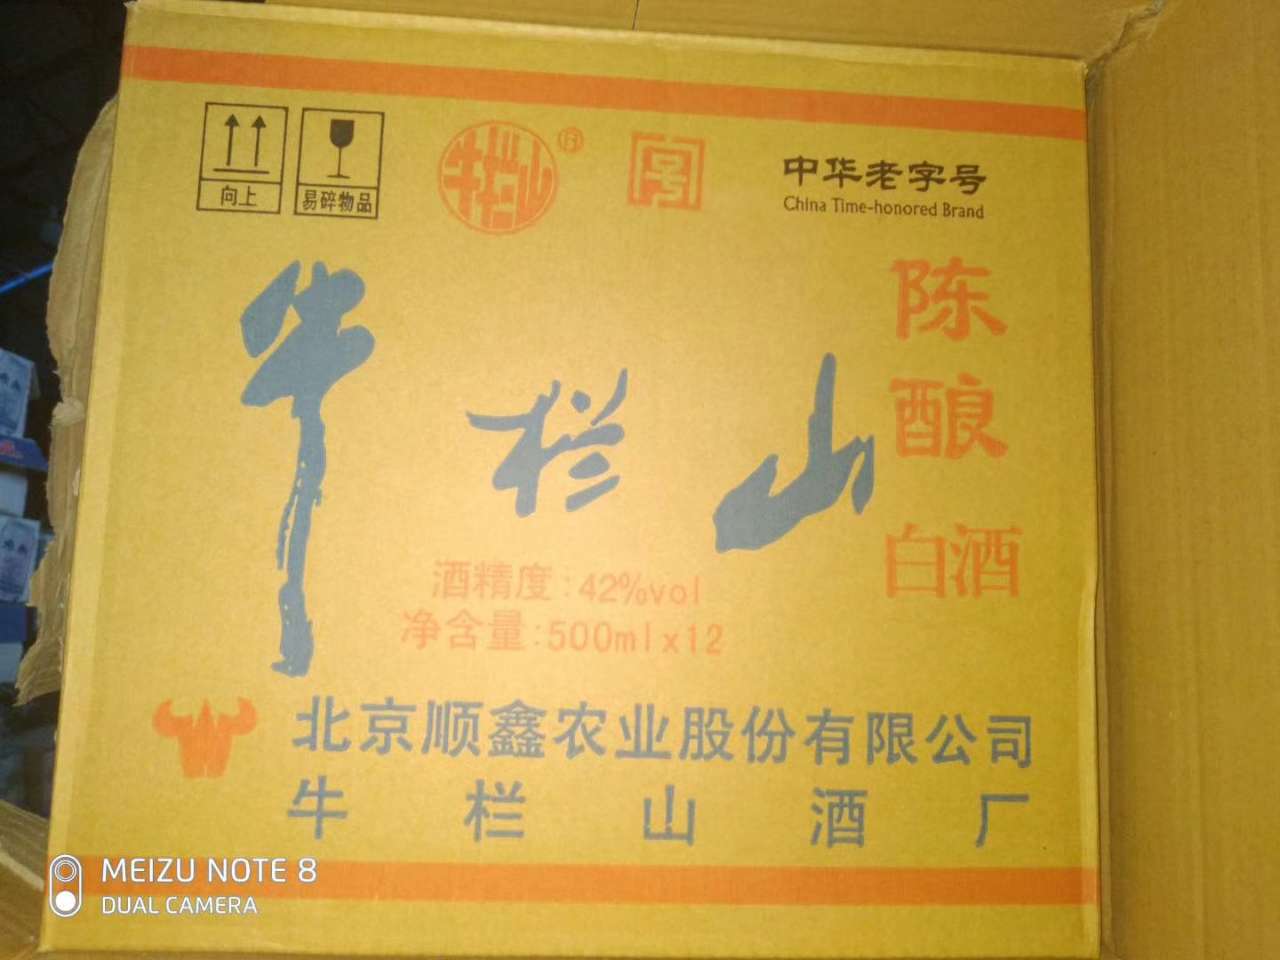 向上
易碎物品
牛栏山®
号
中华老字号
China Time-honored Brand
牛栏山
陈酿
白酒
酒精度:42%vol
净含量:500ml×12
北京顺鑫农业股份有限公司
牛栏山酒厂
MEIZU NOTE 8
DUAL CAMERA